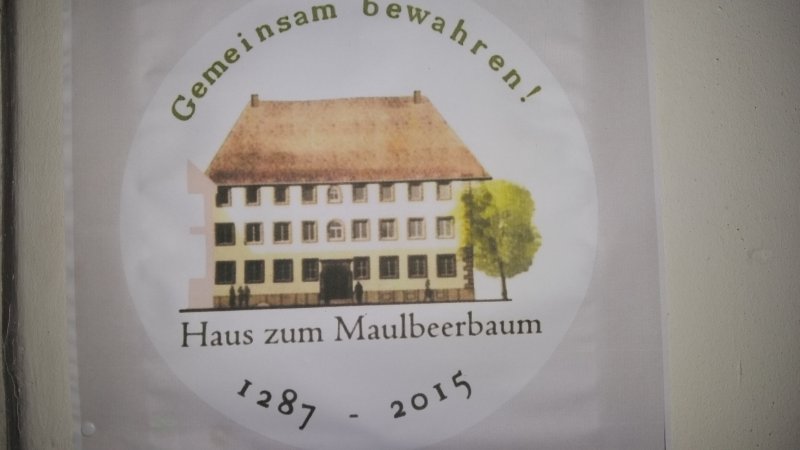 Gemeinsam bewahren!
Haus zum Maulbeerbaum
1287 - 2015